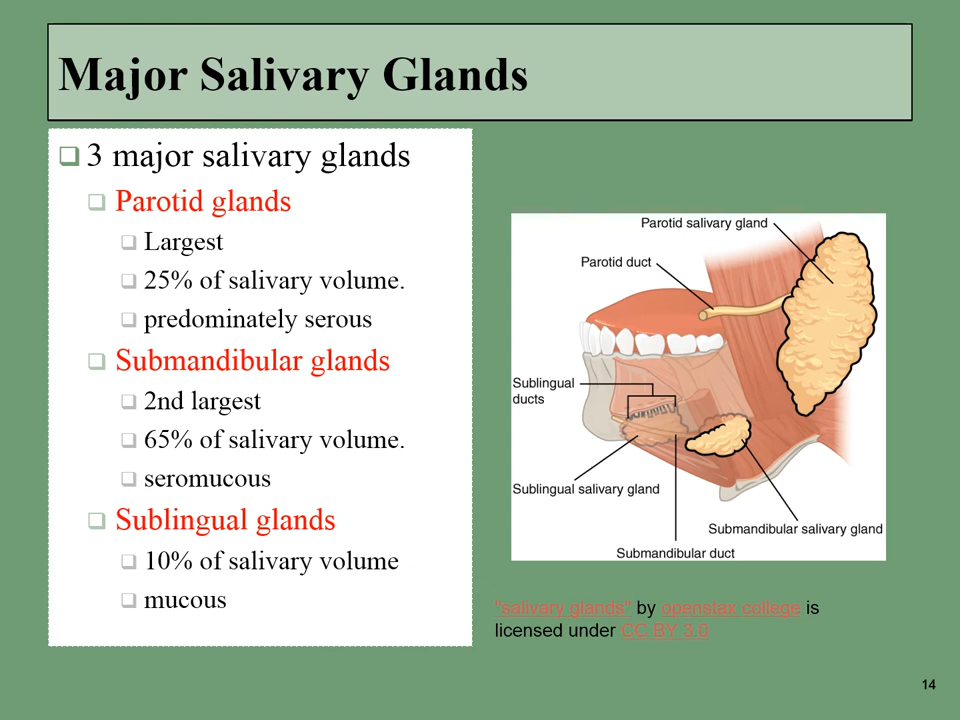 Major Salivary Glands
3 major salivary glands
Parotid glands
Largest
25% of salivary volume.
predominately serous
Submandibular glands
2nd largest
65% of salivary volume.
seromucous
Sublingual glands
10% of salivary volume
mucous
Parotid salivary gland
Parotid duct
Sublingual
ducts
Sublingual salivary gland
Submandibular salivary gland
Submandibular duct
"salivary glands" by openstax college is
licensed under CC BY 3.0
14